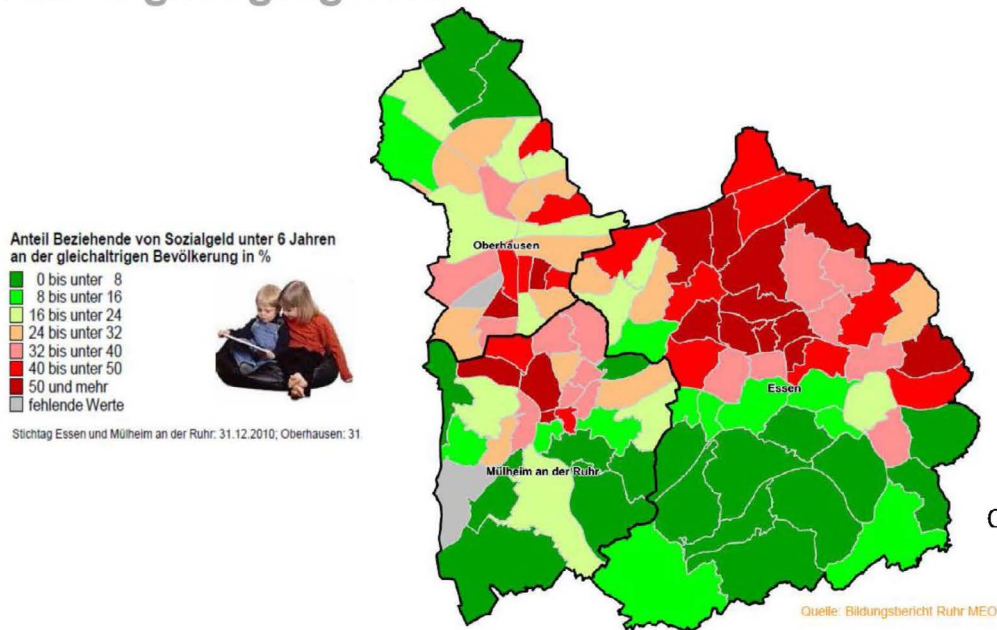 Anteil Beziehende von Sozialgeld unter 6 Jahren
an der gleichaltrigen Bevölkerung in %
0 bis unter 8
8 bis unter 16
16 bis unter 24
24 bis unter 32
32 bis unter 40
40 bis unter 50
50 und mehr
fehlende Werte
Stichtag Essen und Mülheim an der Ruhr: 31.12.2010; Oberhausen: 31
Oberhausen
Essen
Mülheim an der Ruhr
Quelle: Bildungsbericht Ruhr MEO